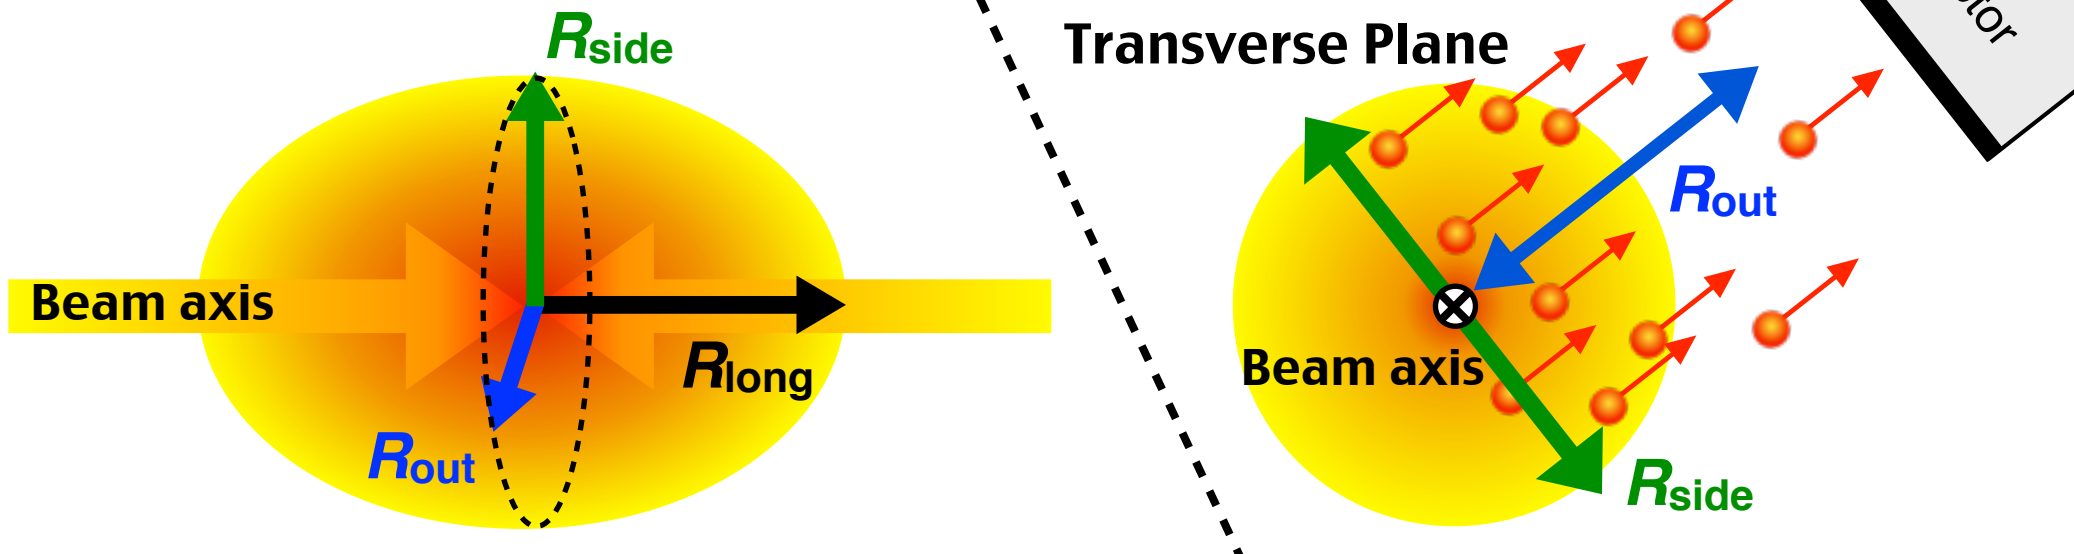 Rside
Beam axis
Rlong
Rout
Transverse Plane
Rout
Beam axis
Rside